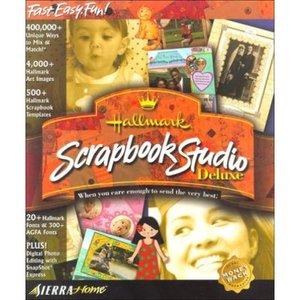 Fast. Easy. Fun!
400,000+
Unique Ways
to Mix &
Match!*
4,000+
Hallmark
Art Images
500+
Hallmark
Scrapbook
Templates
Hallmark
Scrapbook Studio
Deluxe
When you care enough to send the very best.®
20+ Hallmark
Fonts & 300+
AGFA Fonts
PLUS!
Digital Photo
Editing with
SnapShot
Express
SIERRA Home
MONEY BACK